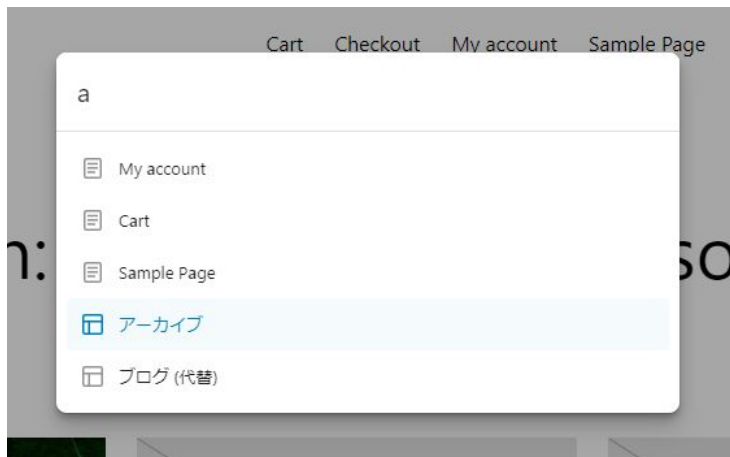 Cart Checkout My account Sample Page
a
My account
Cart
n: so
Sample Page
アーカイブ
ブログ (代替)